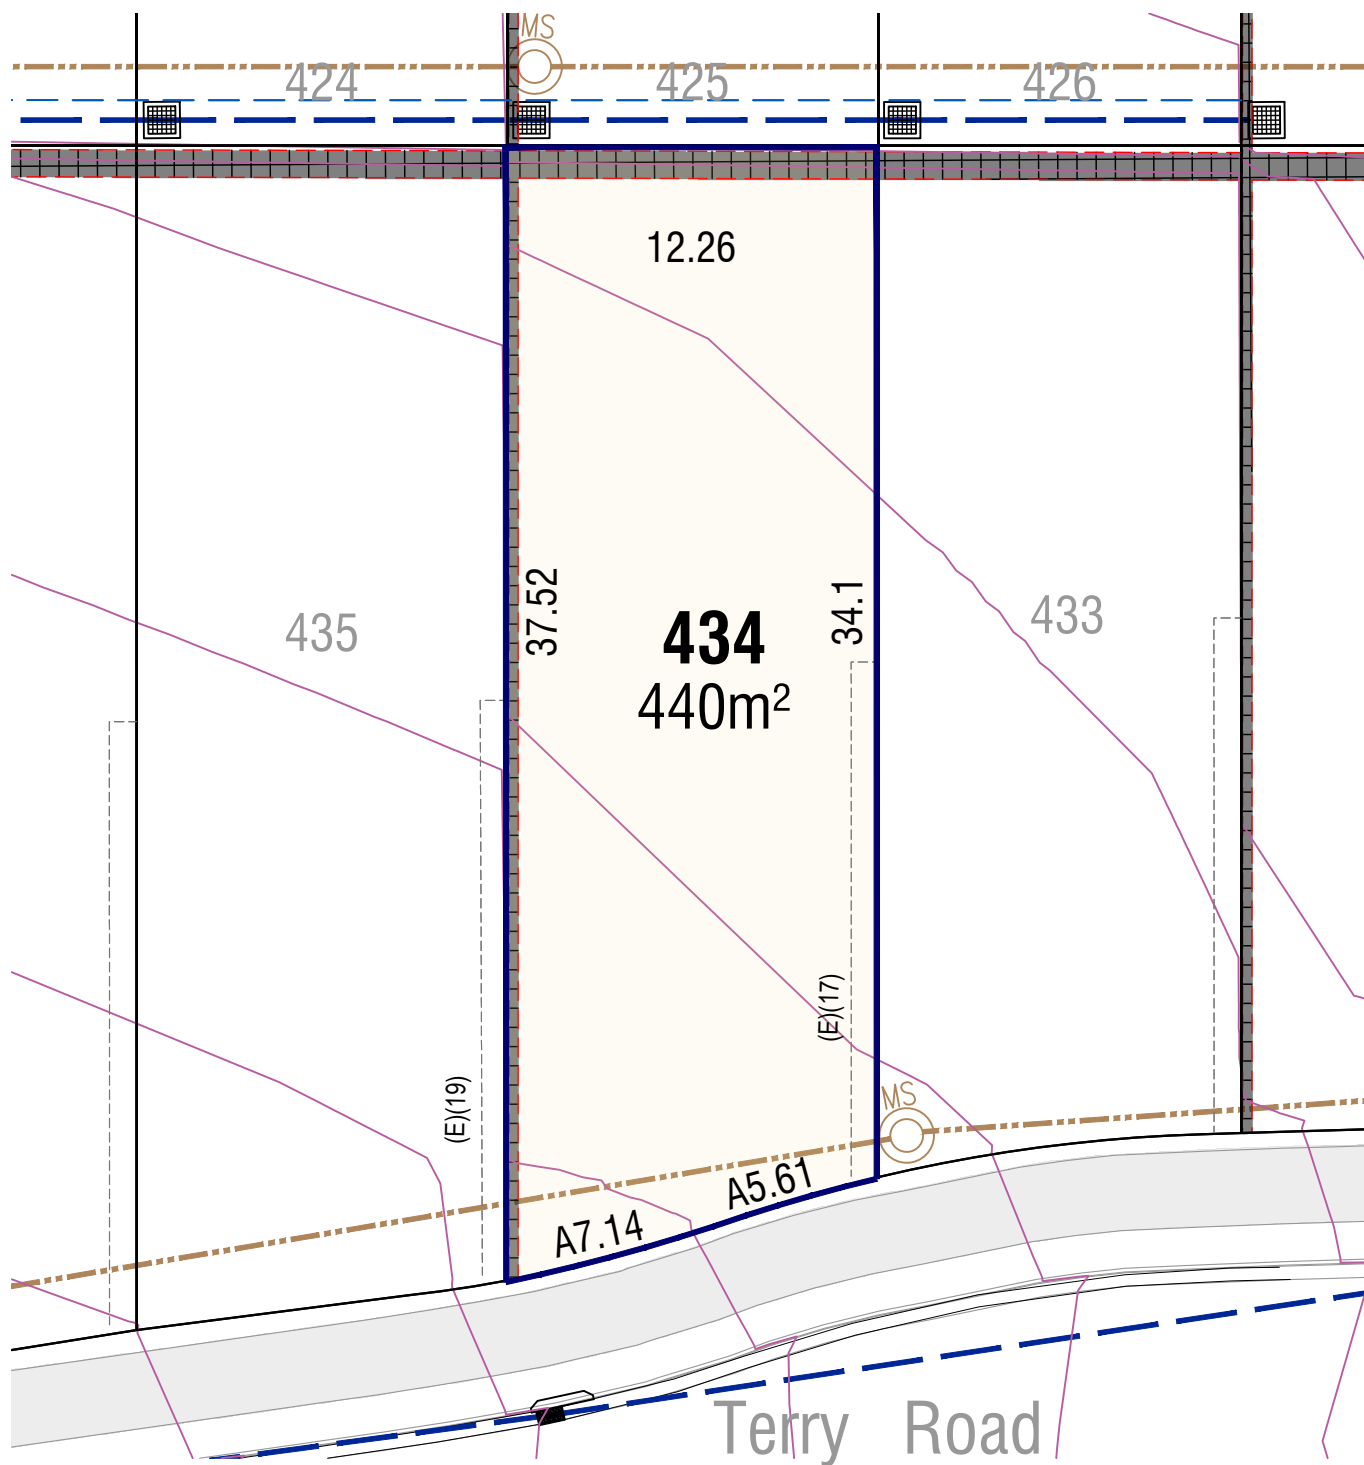 MS
424
425
426
12.26
37.52
34.1
434
440m²
435
433
(E)(17)
(E)(19)
MS
A5.61
A7.14
Terry Road